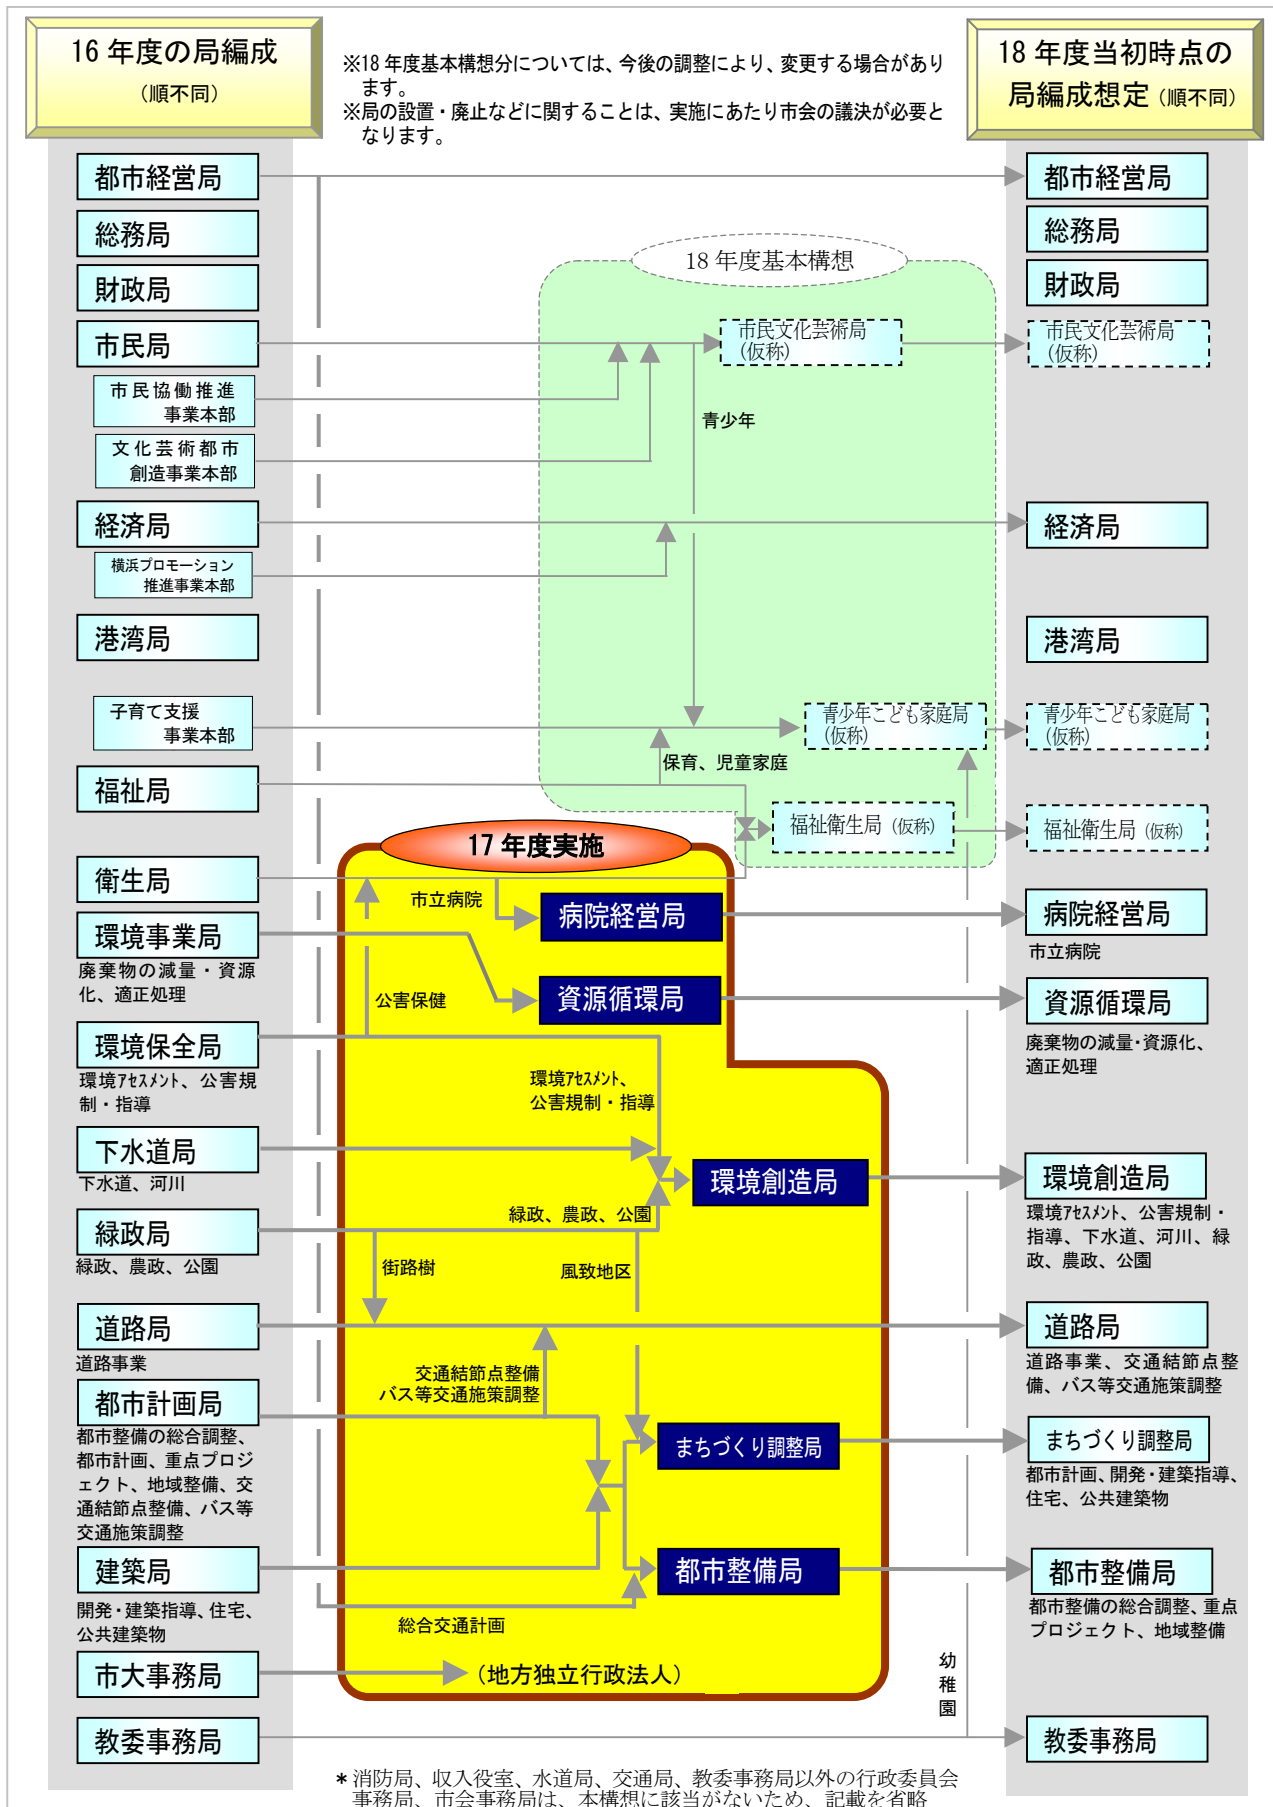 16 年度の局編成
（順不同）
※18 年度基本構想分については、今後の調整により、変更する場合があり
ます。
※局の設置・廃止などに関することは、実施にあたり市会の議決が必要と
なります。
18 年度当初時点の
局編成想定（順不同）
都市経営局
総務局
財政局
市民局
市民協働推進
事業本部
文化芸術都市
創造事業本部
経済局
横浜プロモーション
推進事業本部
港湾局
子育て支援
事業本部
福祉局
衛生局
環境事業局
廃棄物の減量・資源
化、適正処理
環境保全局
環境ｱｾｽﾒﾝﾄ、公害規
制・指導
下水道局
下水道、河川
緑政局
緑政、農政、公園
道路局
道路事業
都市計画局
都市整備の総合調整、
都市計画、重点プロジ
ェクト、地域整備、交
通結節点整備、バス等
交通施策調整
建築局
開発・建築指導、住宅、
公共建築物
市大事務局
教委事務局
18 年度基本構想
市民文化芸術局
（仮称）
青少年
青少年こども家庭局
（仮称）
保育、児童家庭
福祉衛生局（仮称）
17 年度実施
市立病院
病院経営局
公害保健
資源循環局
環境ｱｾｽﾒﾝﾄ、
公害規制・指導
環境創造局
緑政、農政、公園
街路樹
風致地区
交通結節点整備
バス等交通施策調整
まちづくり調整局
都市整備局
総合交通計画
（地方独立行政法人）
幼
稚
園
都市経営局
総務局
財政局
市民文化芸術局
（仮称）
経済局
港湾局
青少年こども家庭局
（仮称）
福祉衛生局（仮称）
病院経営局
市立病院
資源循環局
廃棄物の減量・資源化、
適正処理
環境創造局
環境ｱｾｽﾒﾝﾄ、公害規制・
指導、下水道、河川、緑
政、農政、公園
道路局
道路事業、交通結節点整
備、バス等交通施策調整
まちづくり調整局
都市計画、開発・建築指導、
住宅、公共建築物
都市整備局
都市整備の総合調整、重点
プロジェクト、地域整備
教委事務局
＊消防局、収入役室、水道局、交通局、教委事務局以外の行政委員会
事務局、市会事務局は、本構想に該当がないため、記載を省略